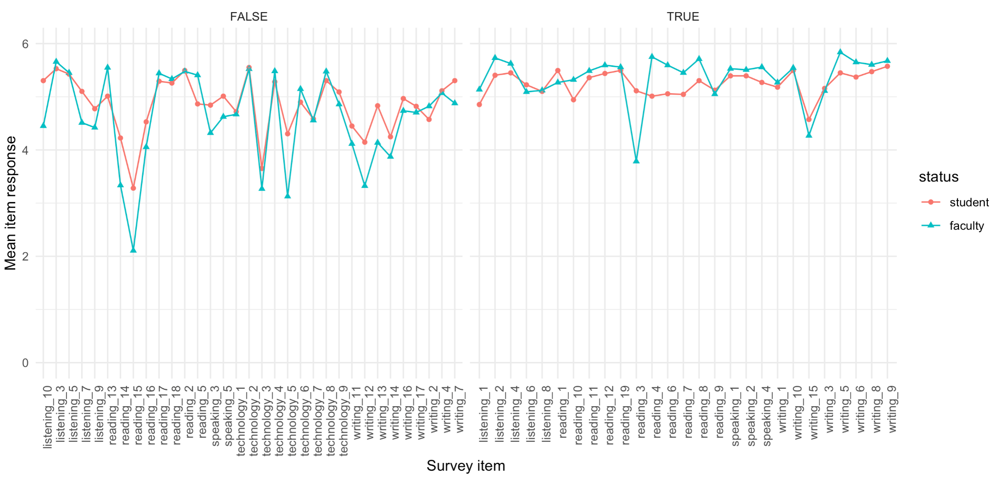 FALSE
TRUE
6
4
2
0
Mean item response
listening_10
listening_3
listening_5
listening_7
listening_9
reading_13
reading_14
reading_15
reading_16
reading_17
reading_18
reading_2
reading_5
speaking_3
speaking_5
technology_1
technology_2
technology_3
technology_4
technology_5
technology_6
technology_7
technology_8
technology_9
writing_11
writing_12
writing_13
writing_14
writing_16
writing_17
writing_2
writing_4
writing_7
listening_1
listening_2
listening_4
listening_6
listening_8
reading_1
reading_10
reading_11
reading_12
reading_19
reading_3
reading_4
reading_6
reading_7
reading_8
reading_9
speaking_1
speaking_2
speaking_4
writing_1
writing_10
writing_15
writing_3
writing_5
writing_6
writing_8
writing_9
Survey item
status
student
faculty